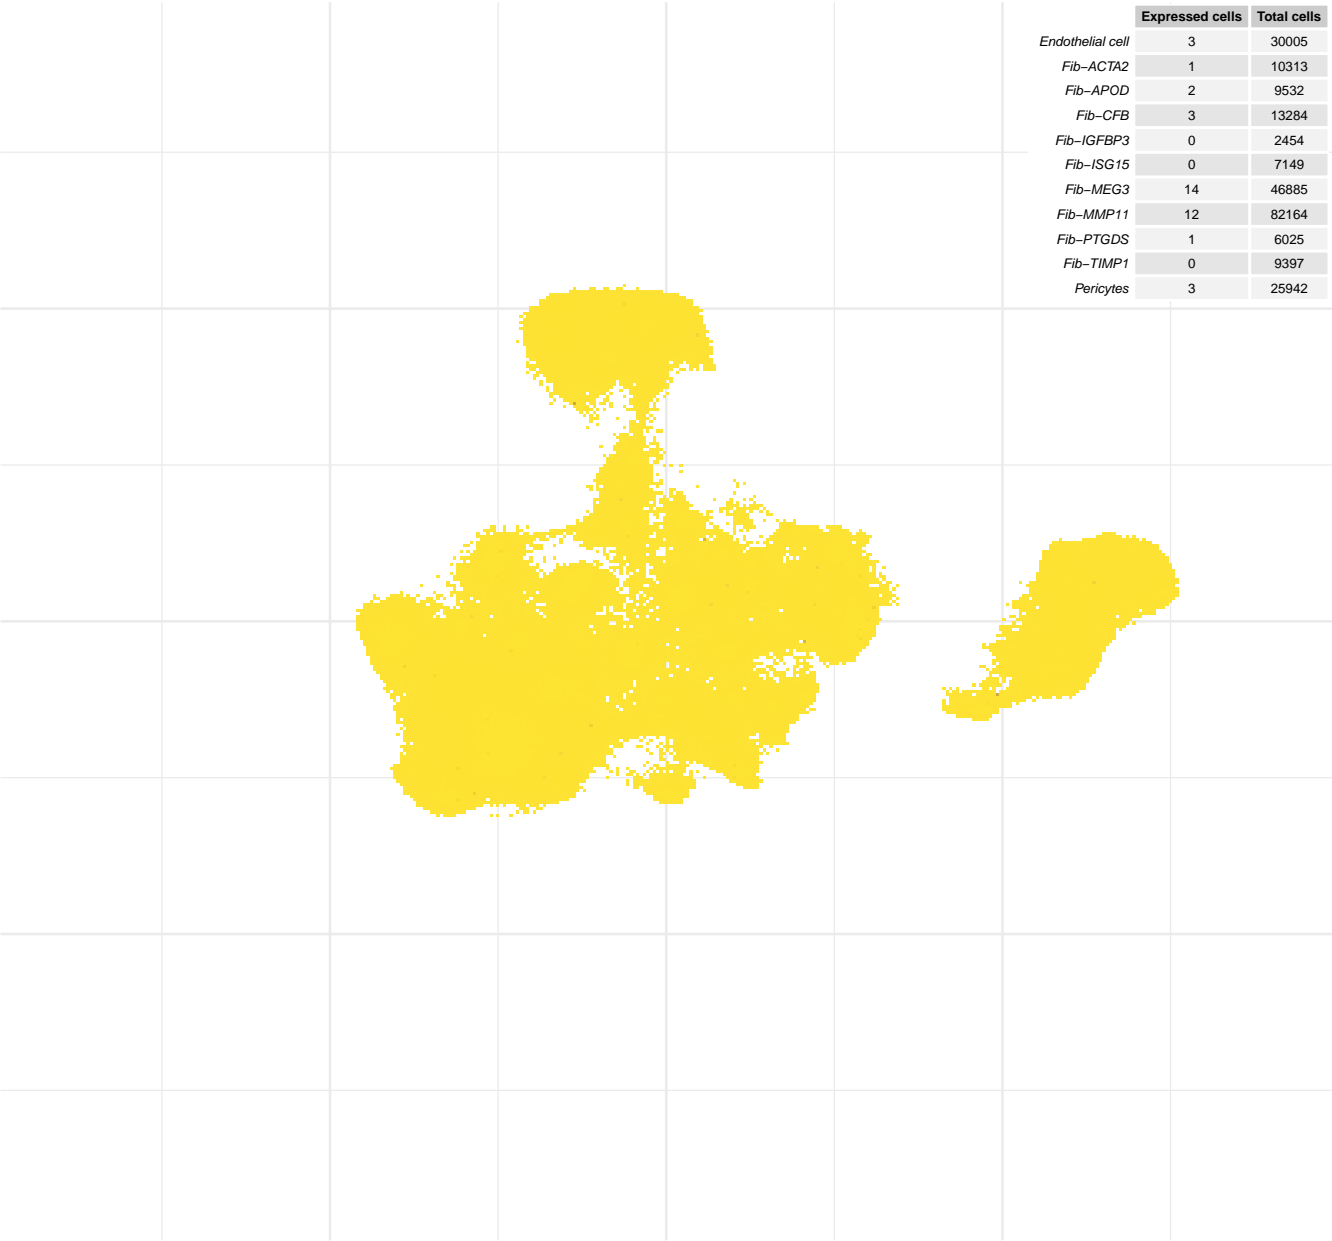 Expressed cells Total cells
Endothelial cell 3 30005
Fib−ACTA2 1 10313
Fib−APOD 2 9532
Fib−CFB 3 13284
Fib−IGFBP3 0 2454
Fib−ISG15 0 7149
Fib−MEG3 14 46885
Fib−MMP11 12 82164
Fib−PTGDS 1 6025
Fib−TIMP1 0 9397
Pericytes 3 25942